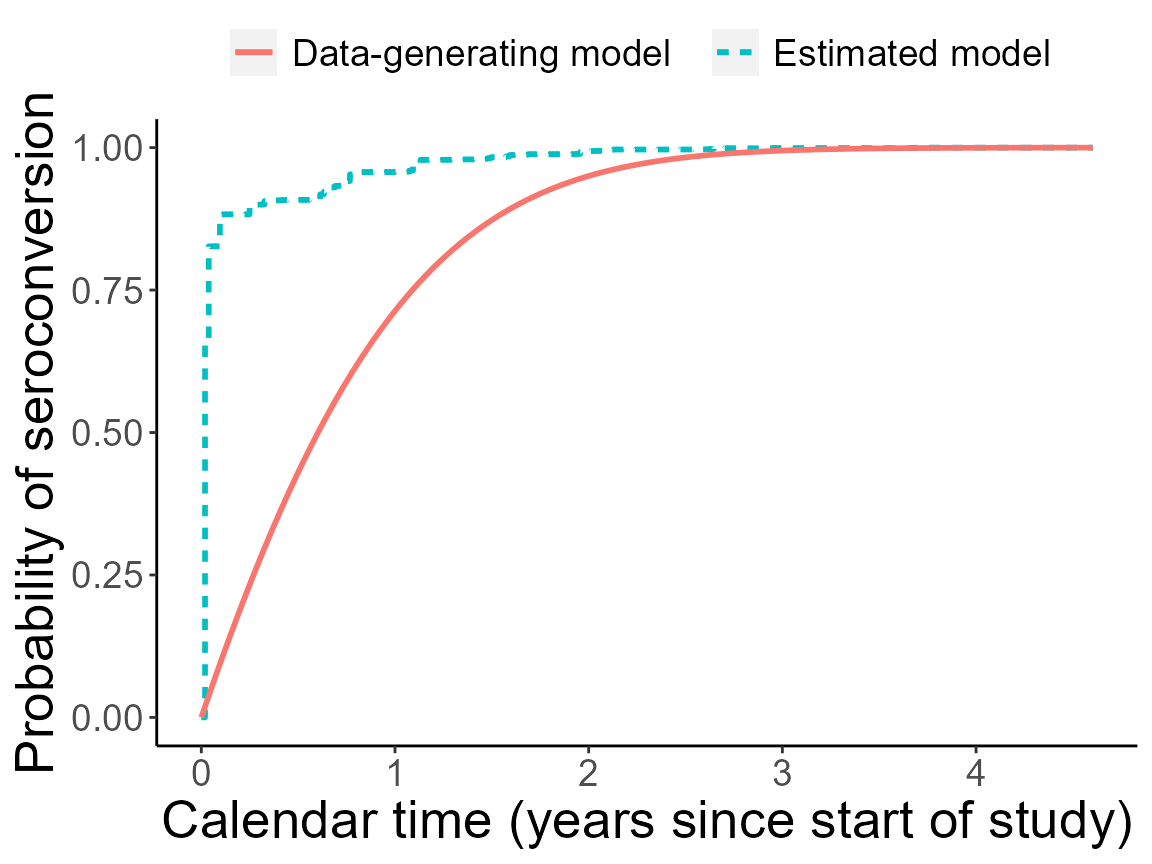 Data-generating model Estimated model
Probability of seroconversion
1.00
0.75
0.50
0.25
0.00
0 1 2 3 4
Calendar time (years since start of study)